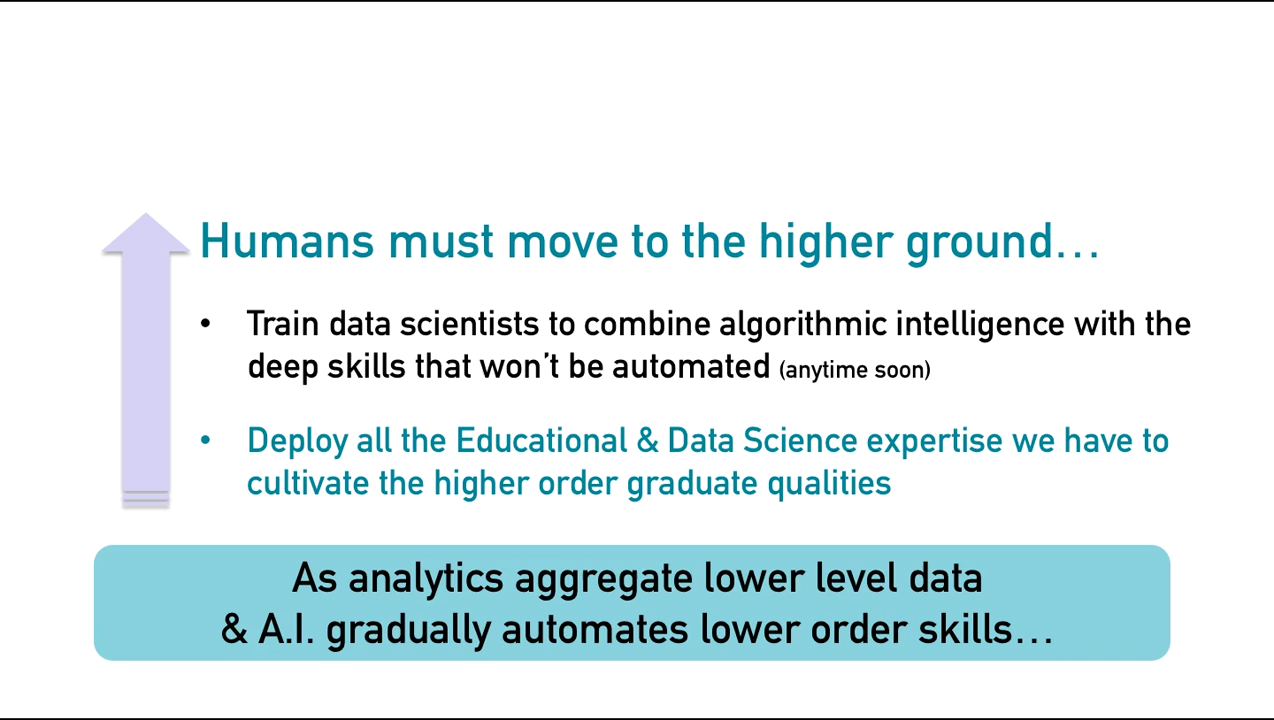 Humans must move to the higher ground…
• Train data scientists to combine algorithmic intelligence with the
deep skills that won’t be automated (anytime soon)
• Deploy all the Educational & Data Science expertise we have to
cultivate the higher order graduate qualities
As analytics aggregate lower level data
& A.I. gradually automates lower order skills…